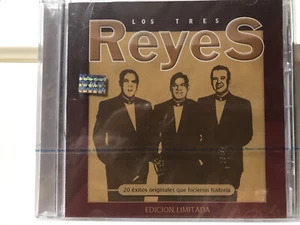 LOS TRES
ReyeS
20 éxitos originales que hicieron historia
EDICION LIMITADA